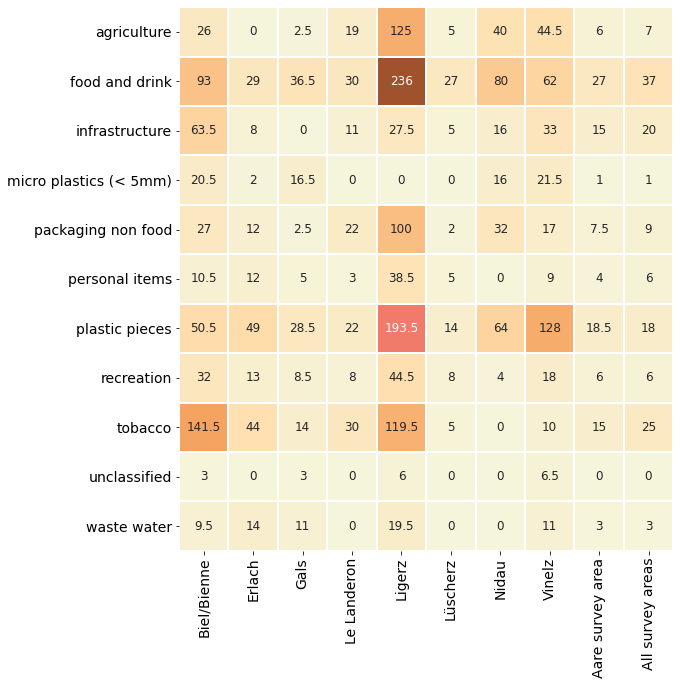 agriculture 26 0 2.5 19 125 5 40 44.5 6 7
food and drink 93 29 36.5 30 236 27 80 62 27 37
infrastructure 63.5 8 0 11 27.5 5 16 33 15 20
micro plastics (< 5mm) 20.5 2 16.5 0 0 0 16 21.5 1 1
packaging non food 27 12 2.5 22 100 2 32 17 7.5 9
personal items 10.5 12 5 3 38.5 5 0 9 4 6
plastic pieces 50.5 49 28.5 22 193.5 14 64 128 18.5 18
recreation 32 13 8.5 8 44.5 8 4 18 6 6
tobacco 141.5 44 14 30 119.5 5 0 10 15 25
unclassified 3 0 3 0 6 0 0 6.5 0 0
waste water 9.5 14 11 0 19.5 0 0 11 3 3
Biel/Bienne
Erlach
Gals
Le Landeron
Ligerz
Lüscherz
Nidau
Vinelz
Aare survey area
All survey areas